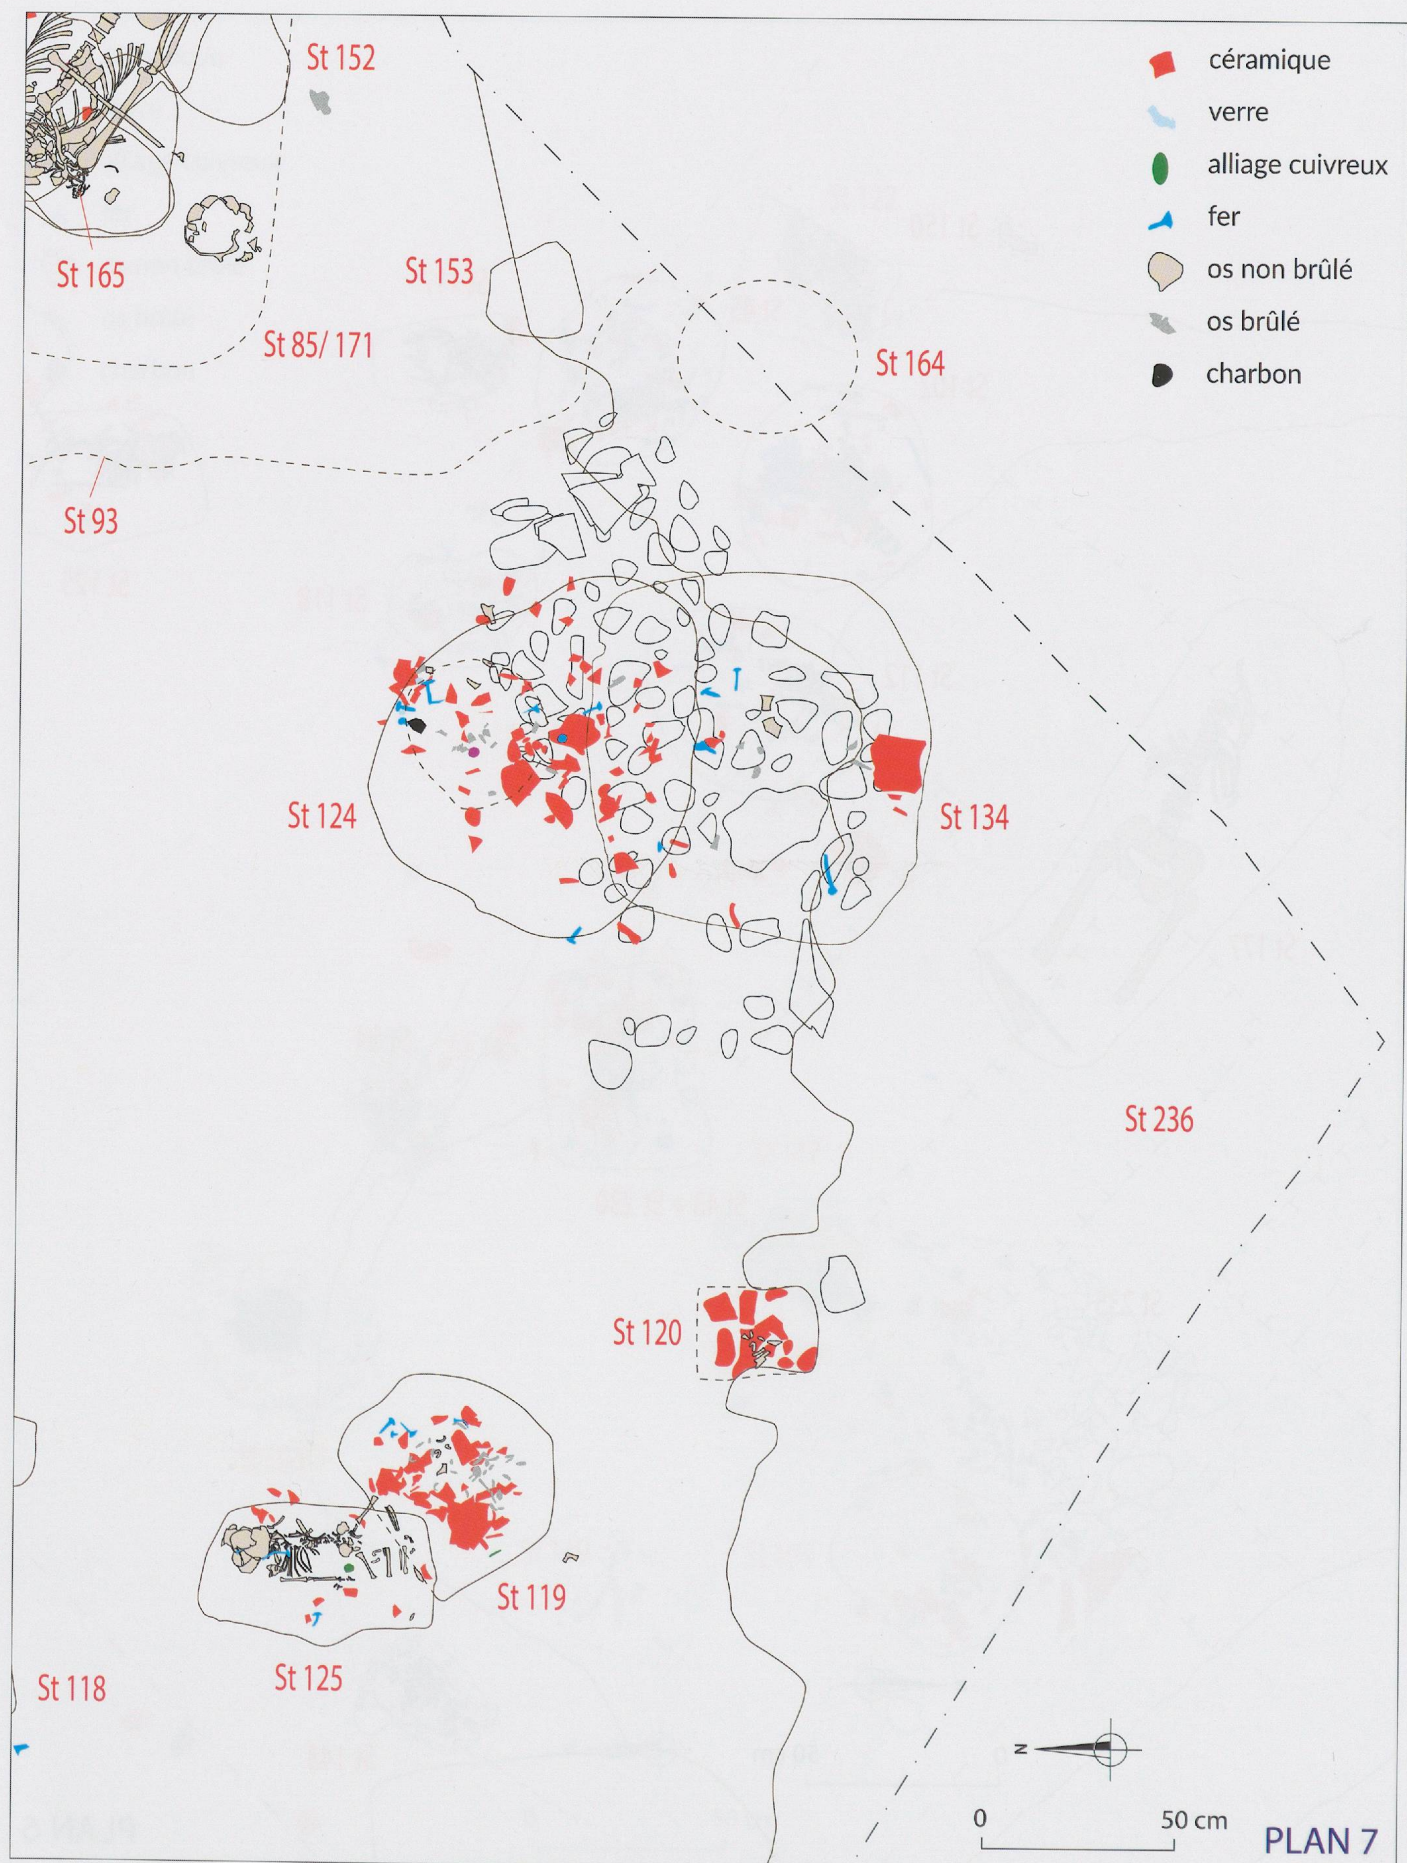 St 152
céramique
verre
alliage cuivreux
fer
os non brûlé
os brûlé
charbon
St 165
St 153
St 85/ 171
St 164
St 93
St 124
St 134
St 236
St 120
St 119
St 125
St 118
N
0 50 cm
PLAN 7